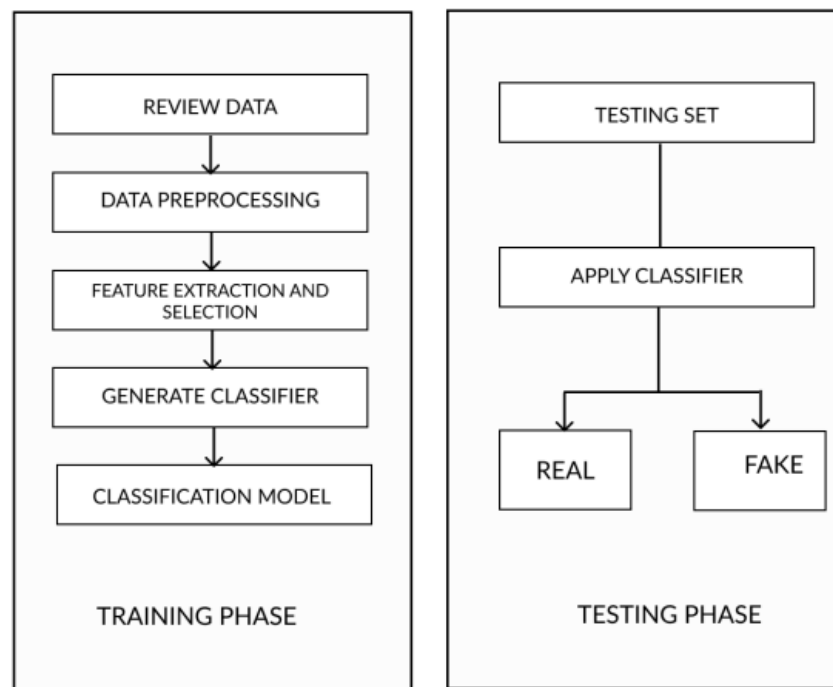 REVIEW DATA
DATA PREPROCESSING
FEATURE EXTRACTION AND
SELECTION
GENERATE CLASSIFIER
CLASSIFICATION MODEL
TRAINING PHASE
TESTING SET
APPLY CLASSIFIER
REAL
FAKE
TESTING PHASE